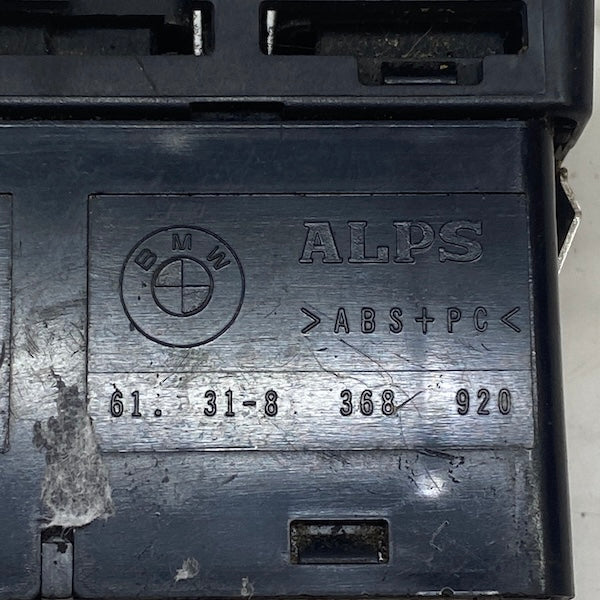 BMW
ALPS
>ABS+PC<
61. 31-8 368 920